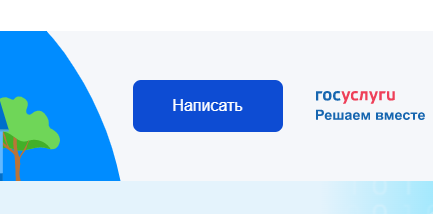 Написать
госуслуги
Решаем вместе